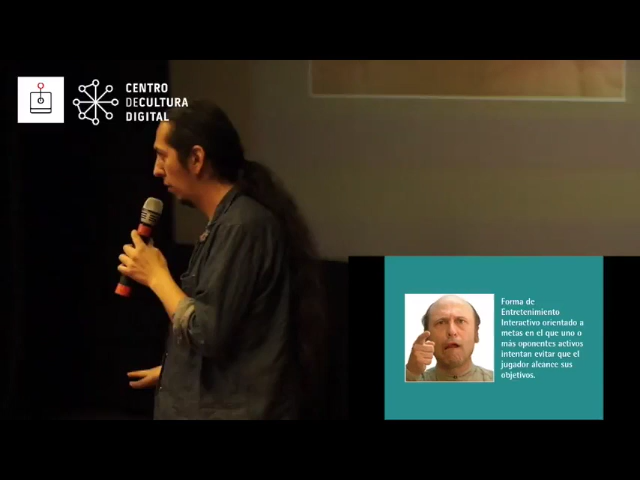 CENTRO
DECULTURA
DIGITAL
Forma de
Entretenimiento
Interactivo orientado a
metas en el que uno o
más oponentes activos
intentan evitar que el
jugador alcance sus
objetivos.